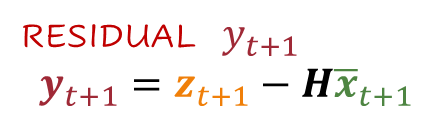 RESIDUAL y_{t+1}
y_{t+1} = z_{t+1} − Hx̅_{t+1}